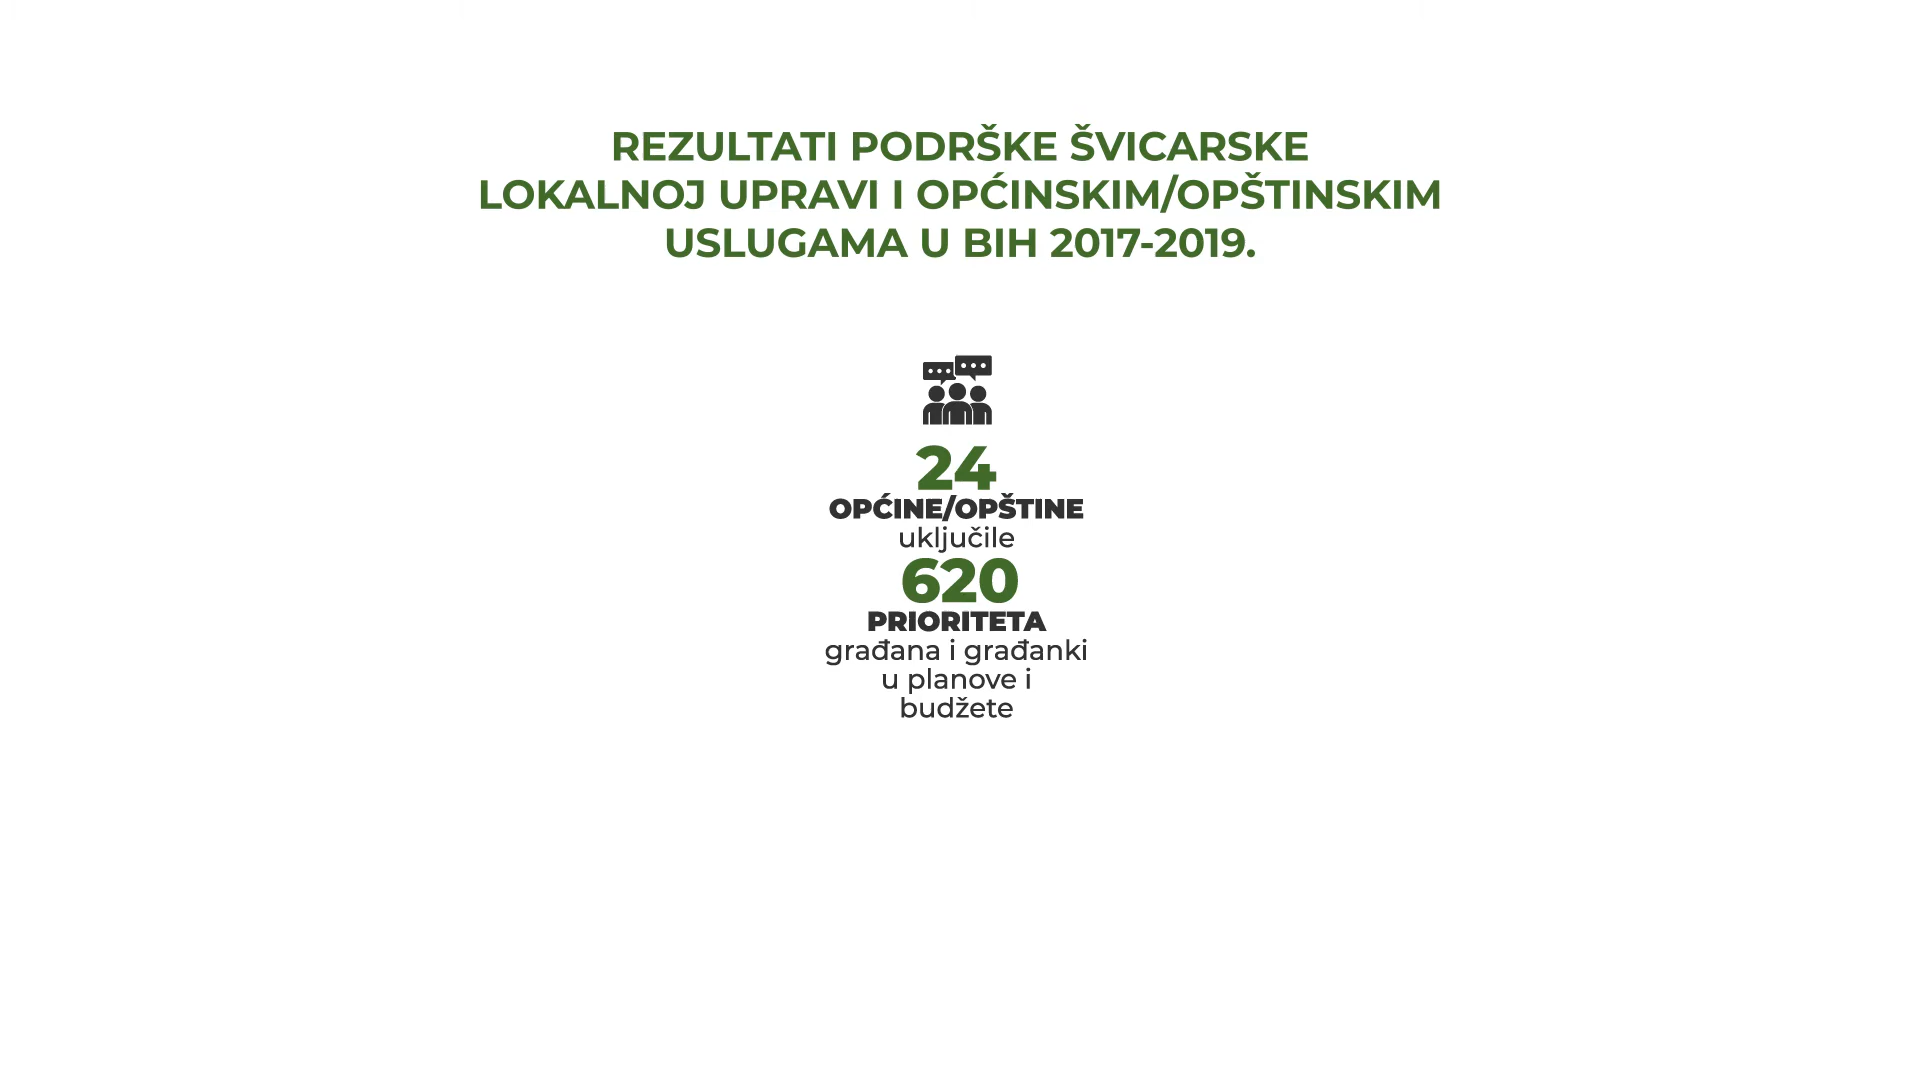 REZULTATI PODRŠKE ŠVICARSKE
LOKALNOJ UPRAVI I OPĆINSKIM/OPŠTINSKIM
USLUGAMA U BIH 2017-2019.
24
OPĆINE/OPŠTINE
uključile
620
PRIORITETA
građana i građanki
u planove i
budžete